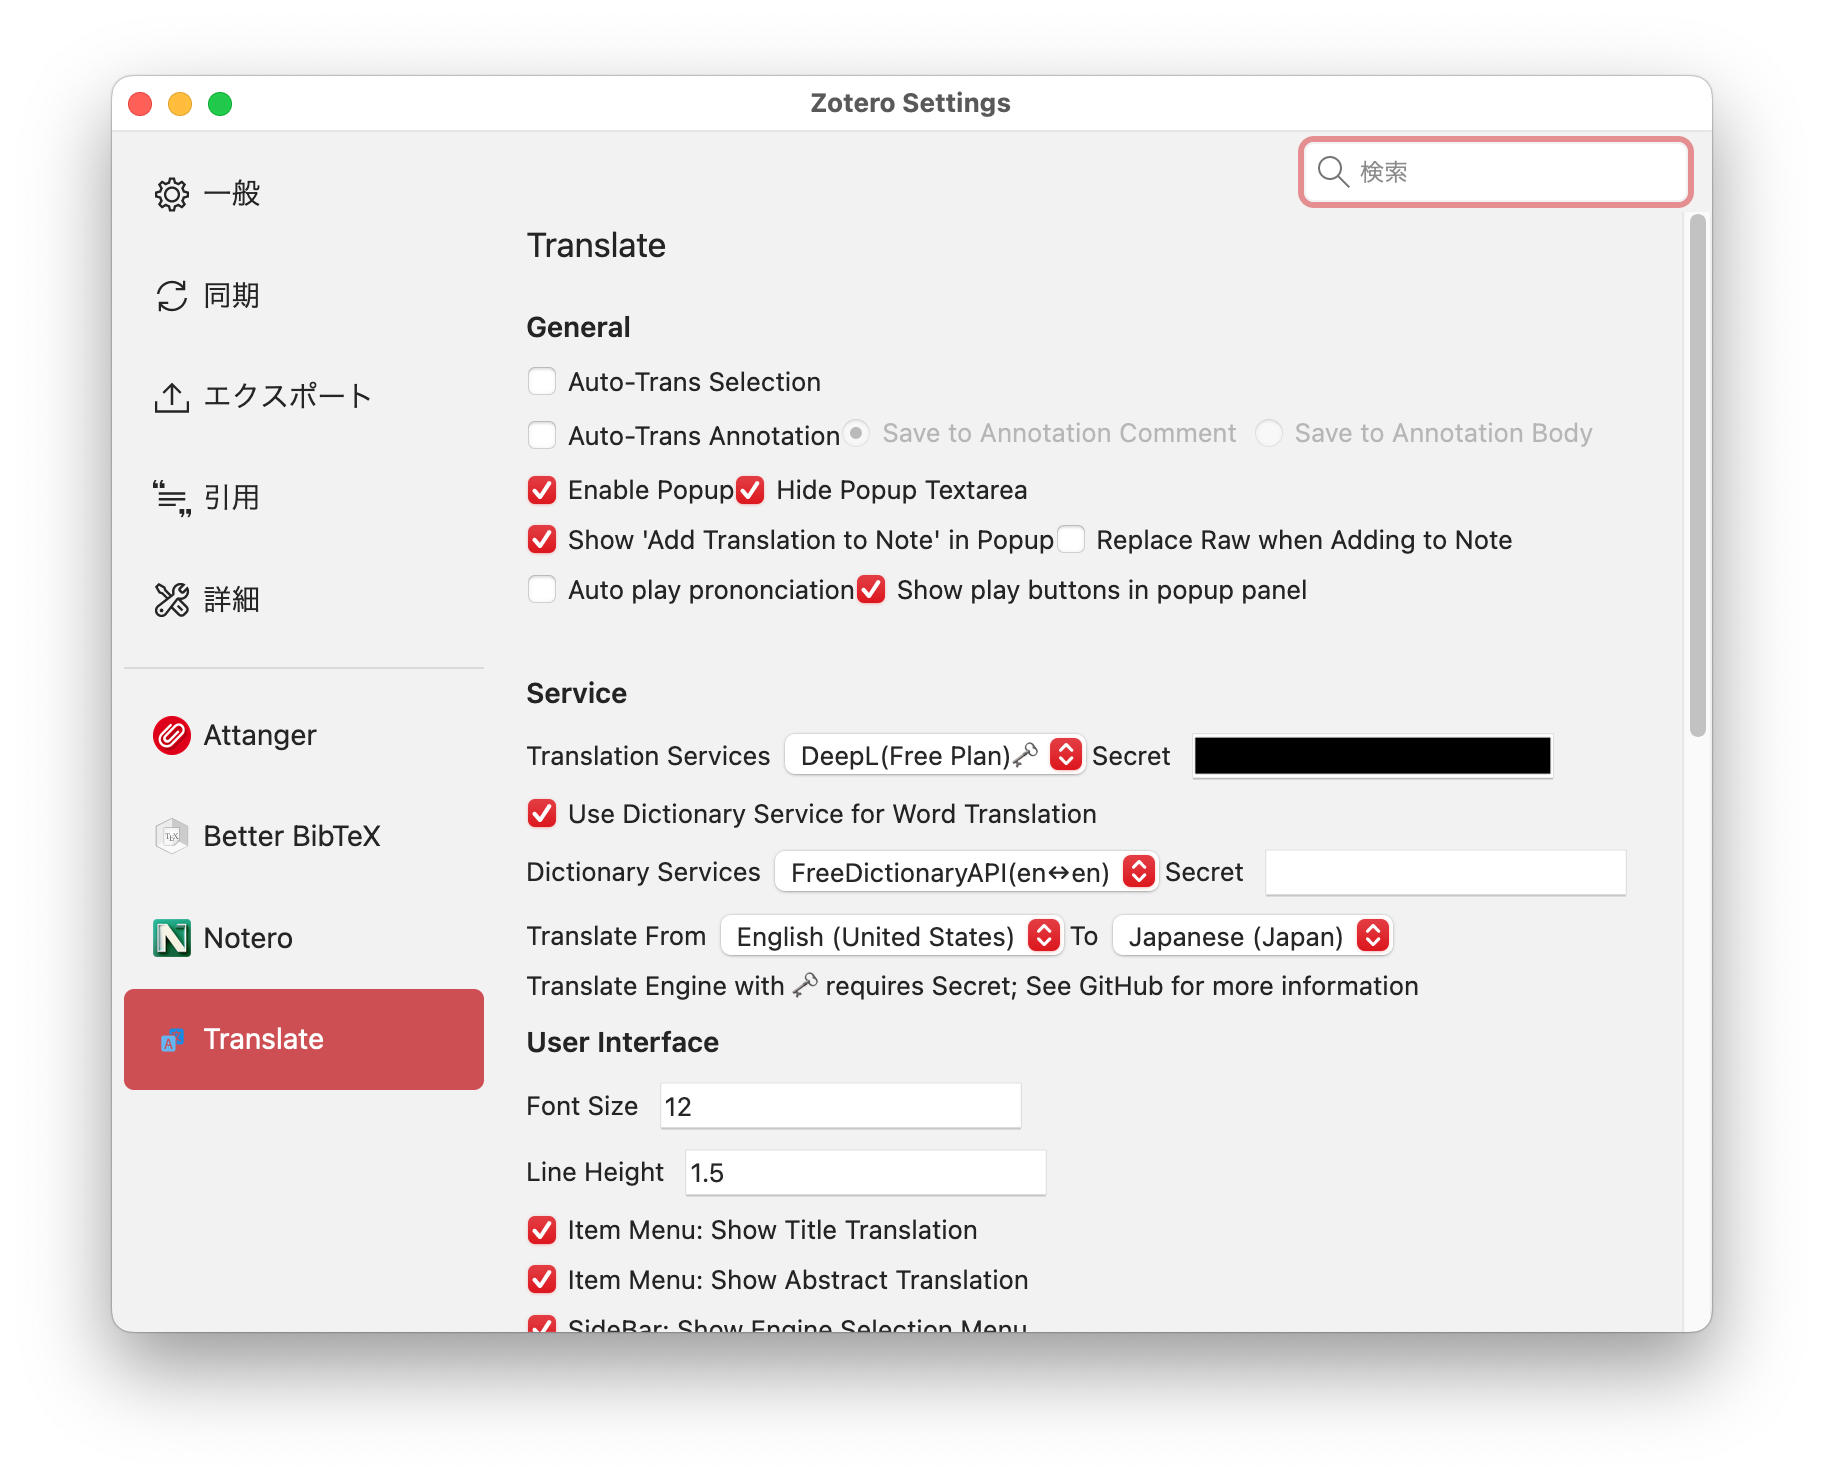 Zotero Settings
検索
一般
同期
エクスポート
引用
詳細
Attanger
Better BibTeX
Notero
Translate
Translate
General
Auto-Trans Selection
Auto-Trans Annotation Save to Annotation Comment Save to Annotation Body
Enable Popup Hide Popup Textarea
Show 'Add Translation to Note' in Popup Replace Raw when Adding to Note
Auto play prononciation Show play buttons in popup panel
Service
Translation Services DeepL(Free Plan)🗝 Secret
Use Dictionary Service for Word Translation
Dictionary Services FreeDictionaryAPI(en↔en) Secret
Translate From English (United States) To Japanese (Japan)
Translate Engine with 🗝 requires Secret; See GitHub for more information
User Interface
Font Size 12
Line Height 1.5
Item Menu: Show Title Translation
Item Menu: Show Abstract Translation
SideBar: Show Engine Selection Menu